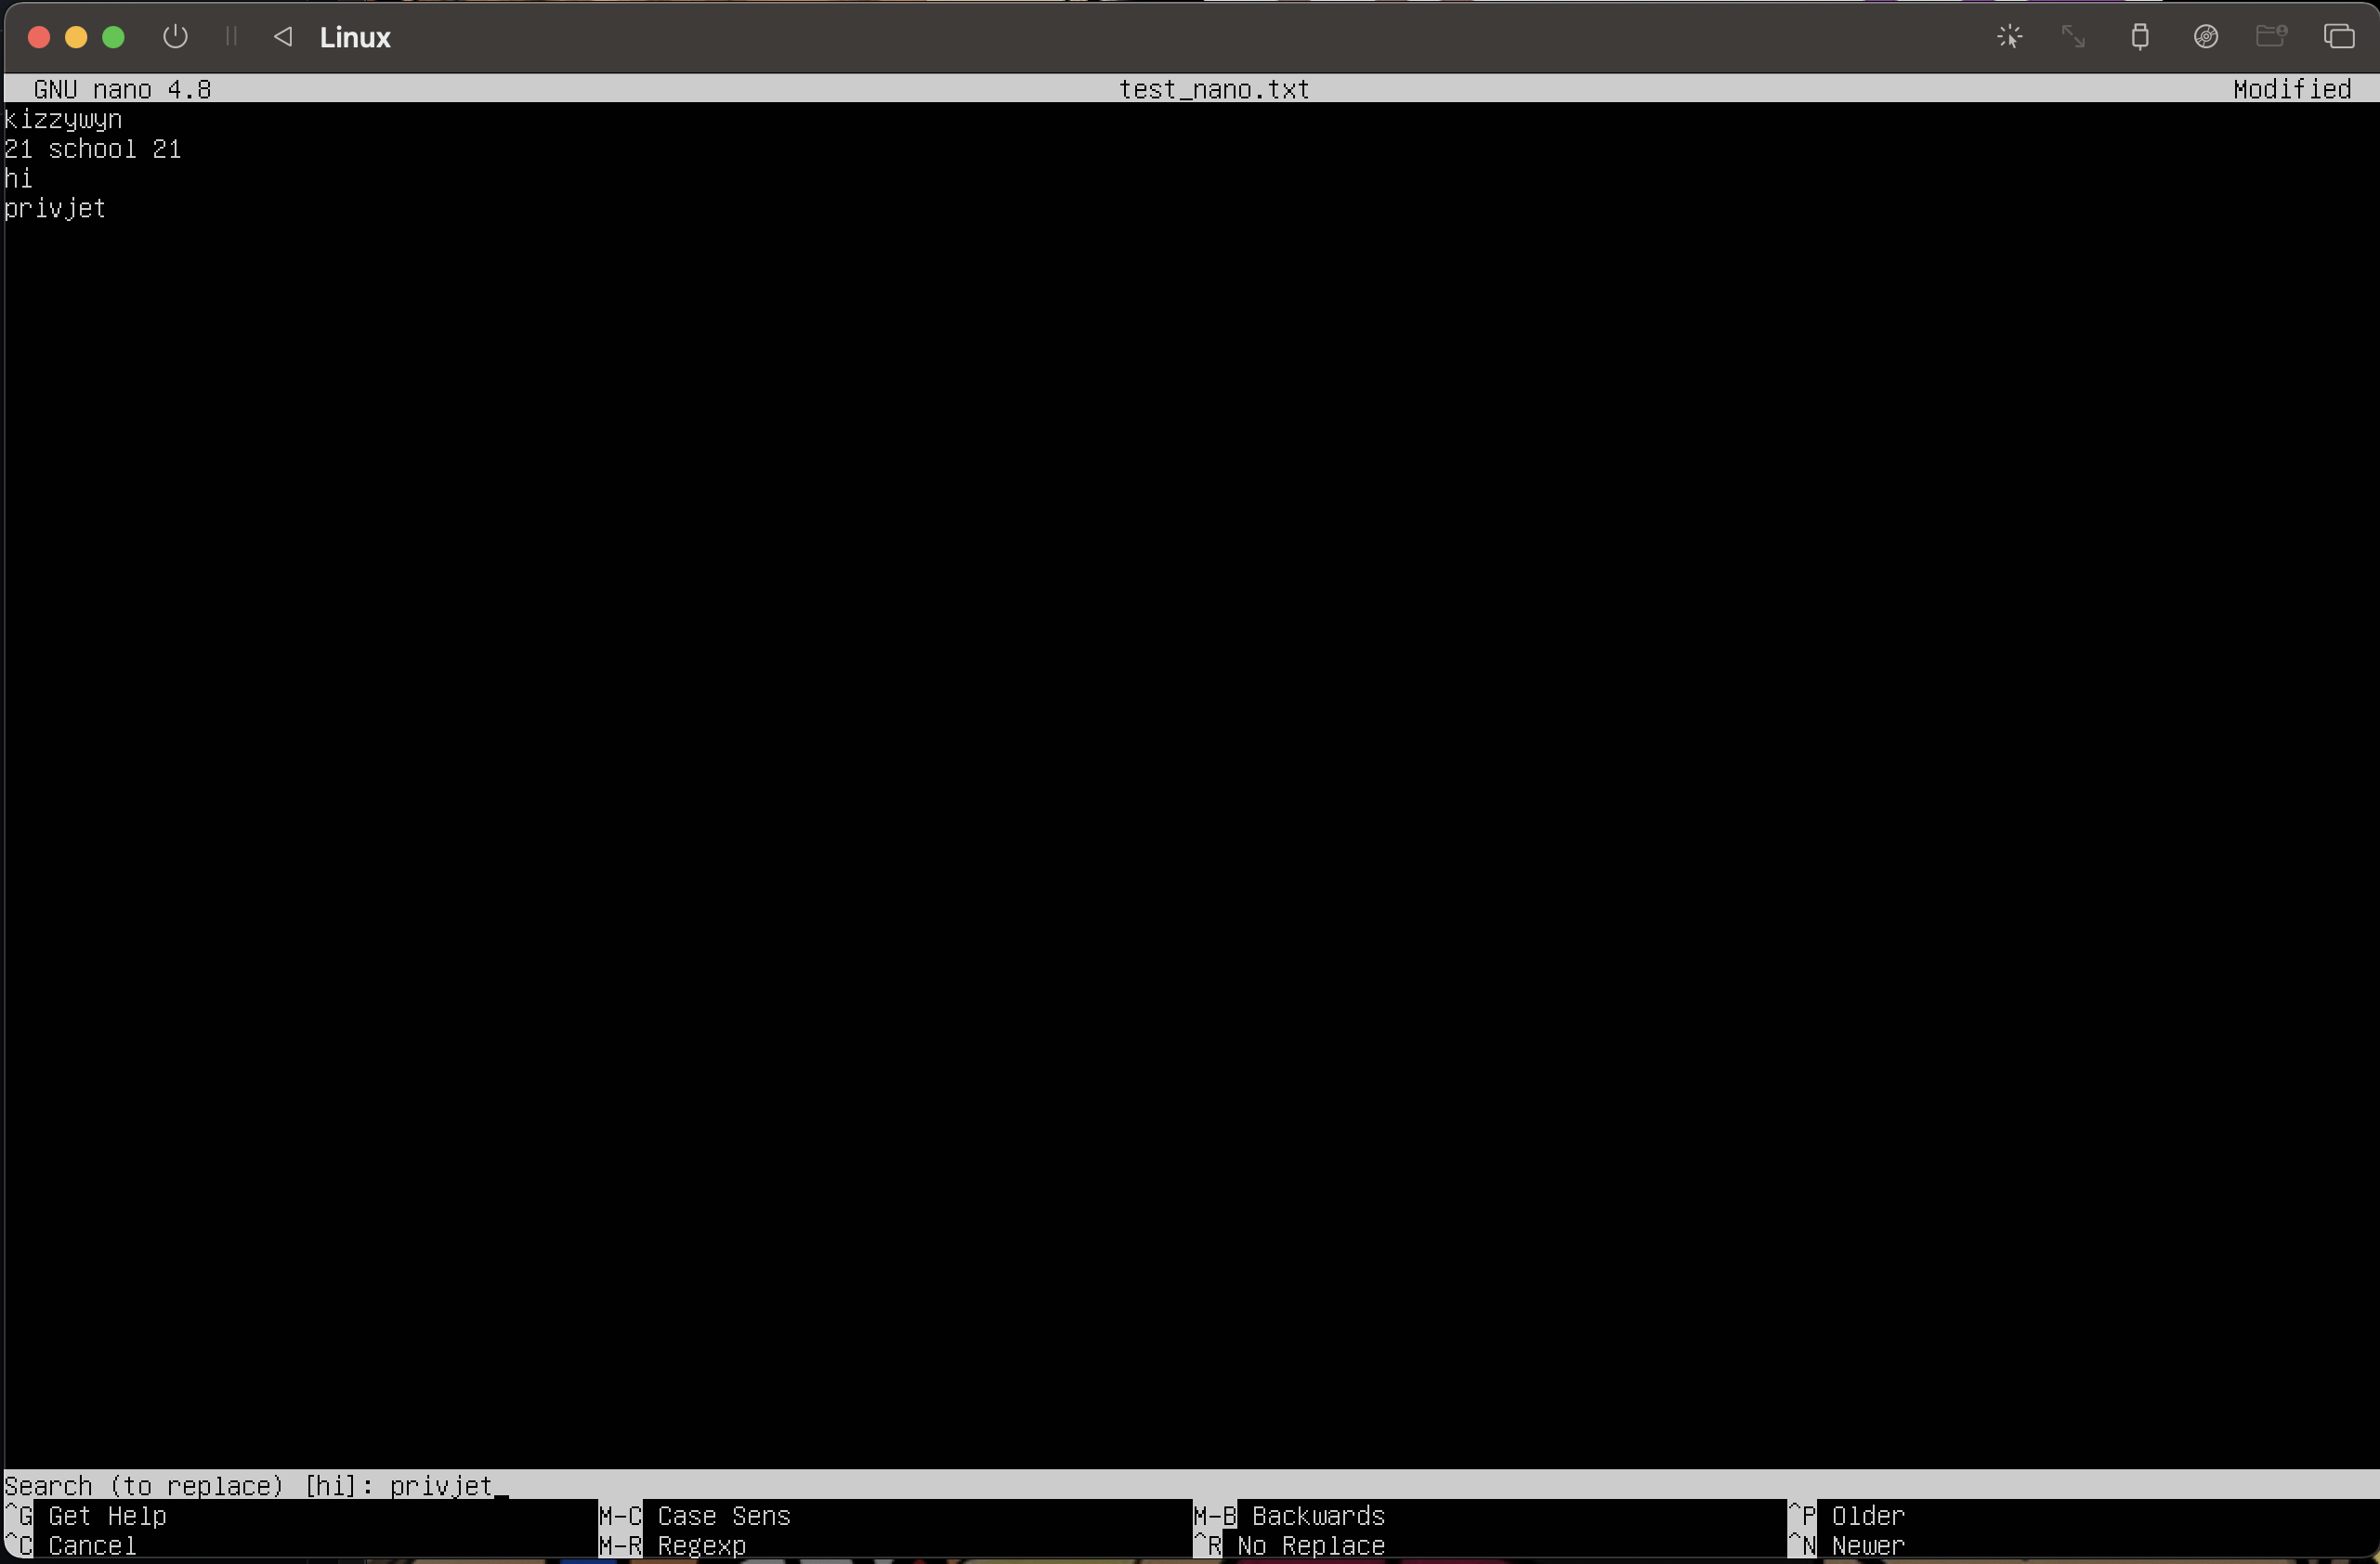 Linux
GNU nano 4.8 test_nano.txt Modified
kizzywyn
21 school 21
hi
privjet
Search (to replace) [hi]: privjet_
^G Get Help M-C Case Sens M-B Backwards ^P Older
^C Cancel M-R Regexp ^R No Replace ^N Newer